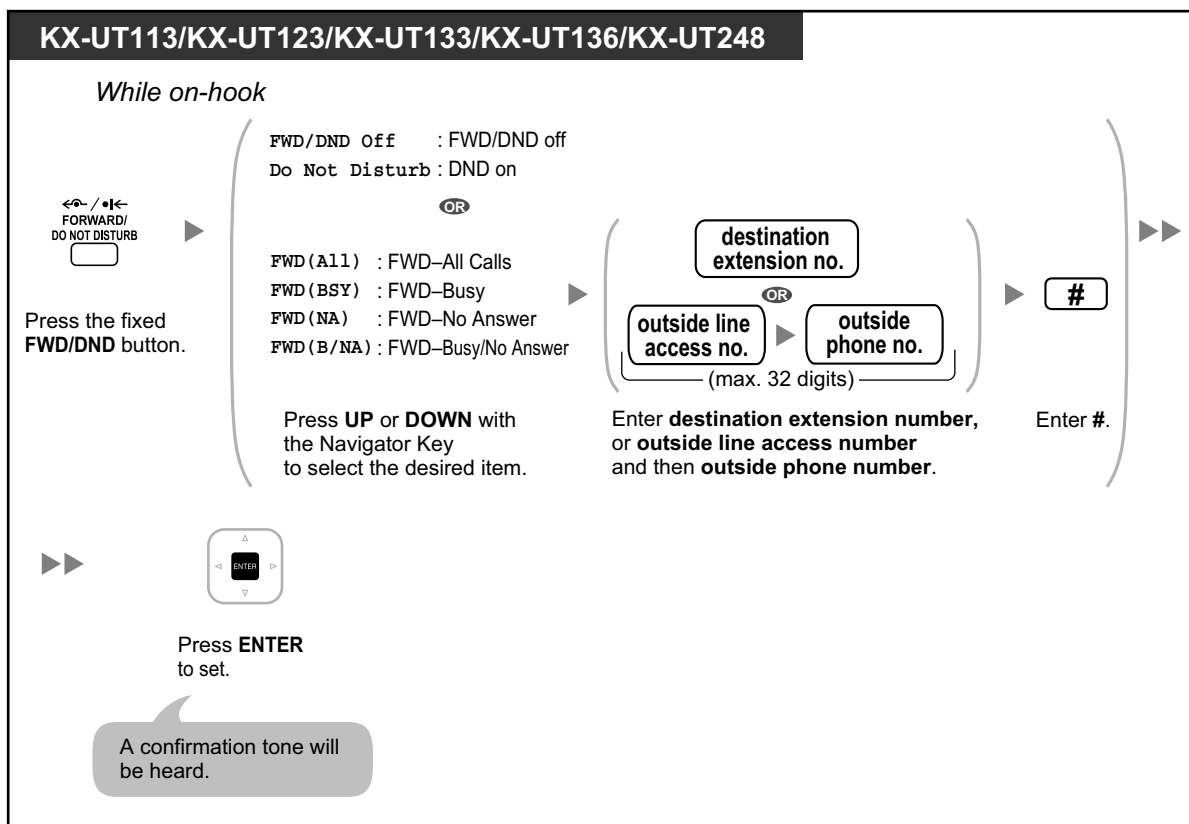 KX-UT113/KX-UT123/KX-UT133/KX-UT136/KX-UT248
While on-hook
FORWARD/
DO NOT DISTURB
Press the fixed
FWD/DND button.
FWD/DND Off : FWD/DND off
Do Not Disturb : DND on
OR
FWD(All) : FWD–All Calls
FWD(BSY) : FWD–Busy
FWD(NA) : FWD–No Answer
FWD(B/NA) : FWD–Busy/No Answer
Press UP or DOWN with
the Navigator Key
to select the desired item.
destination
extension no.
OR
outside line
access no.
outside
phone no.
(max. 32 digits)
Enter destination extension number,
or outside line access number
and then outside phone number.
#
Enter #.
ENTER
Press ENTER
to set.
A confirmation tone will
be heard.